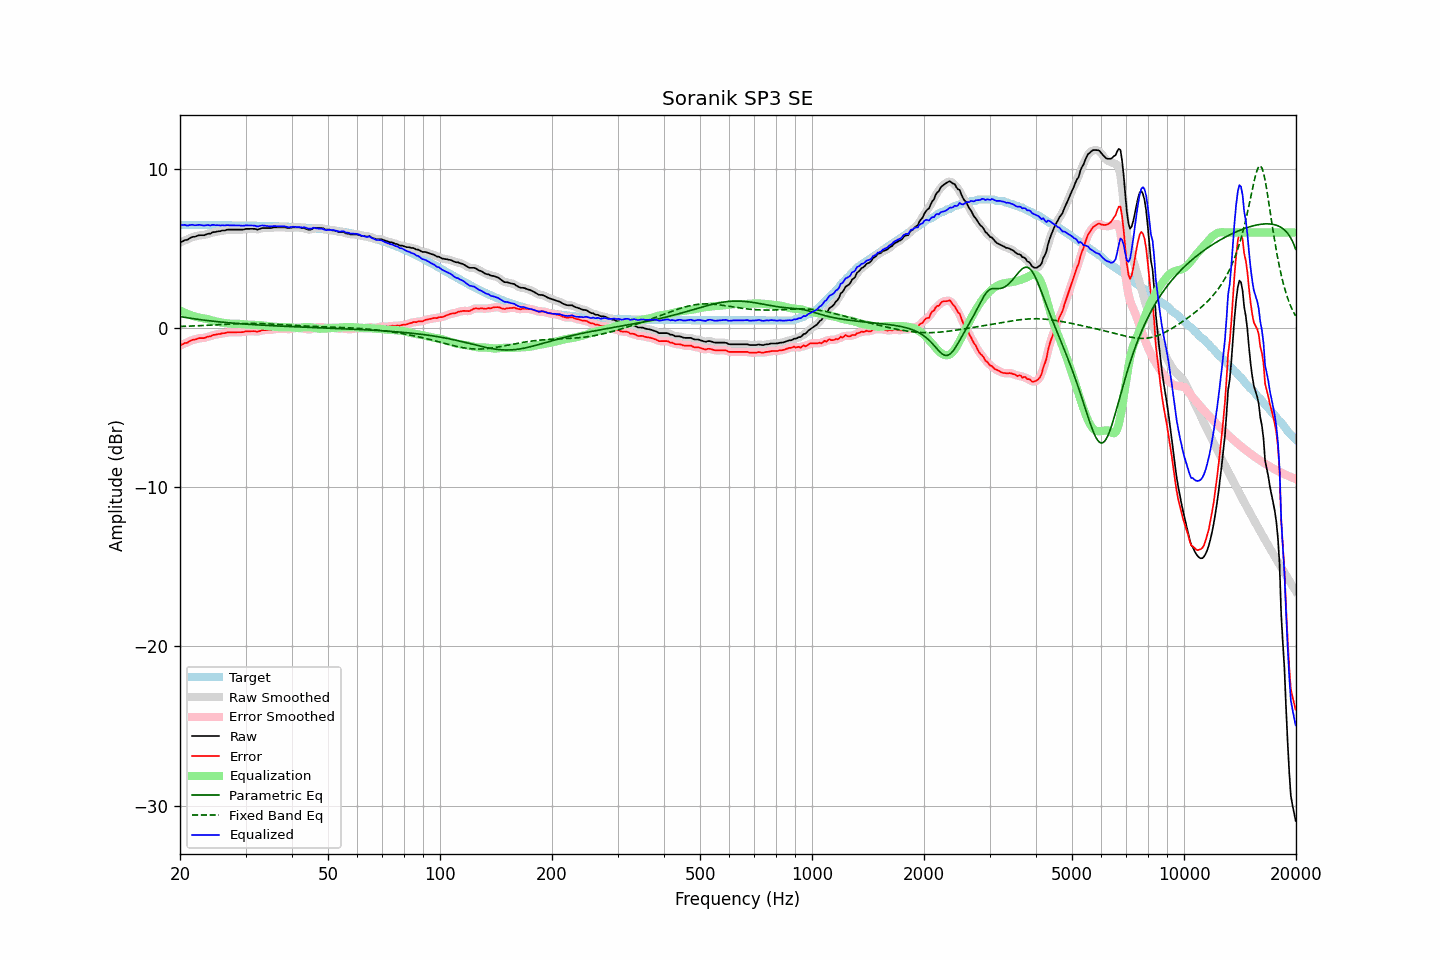 Soranik SP3 SE
10
0
−10
−20
−30
Amplitude (dBr)
Target
Raw Smoothed
Error Smoothed
Raw
Error
Equalization
Parametric Eq
Fixed Band Eq
Equalized
20
50
100
200
500
1000
2000
5000
10000
20000
Frequency (Hz)